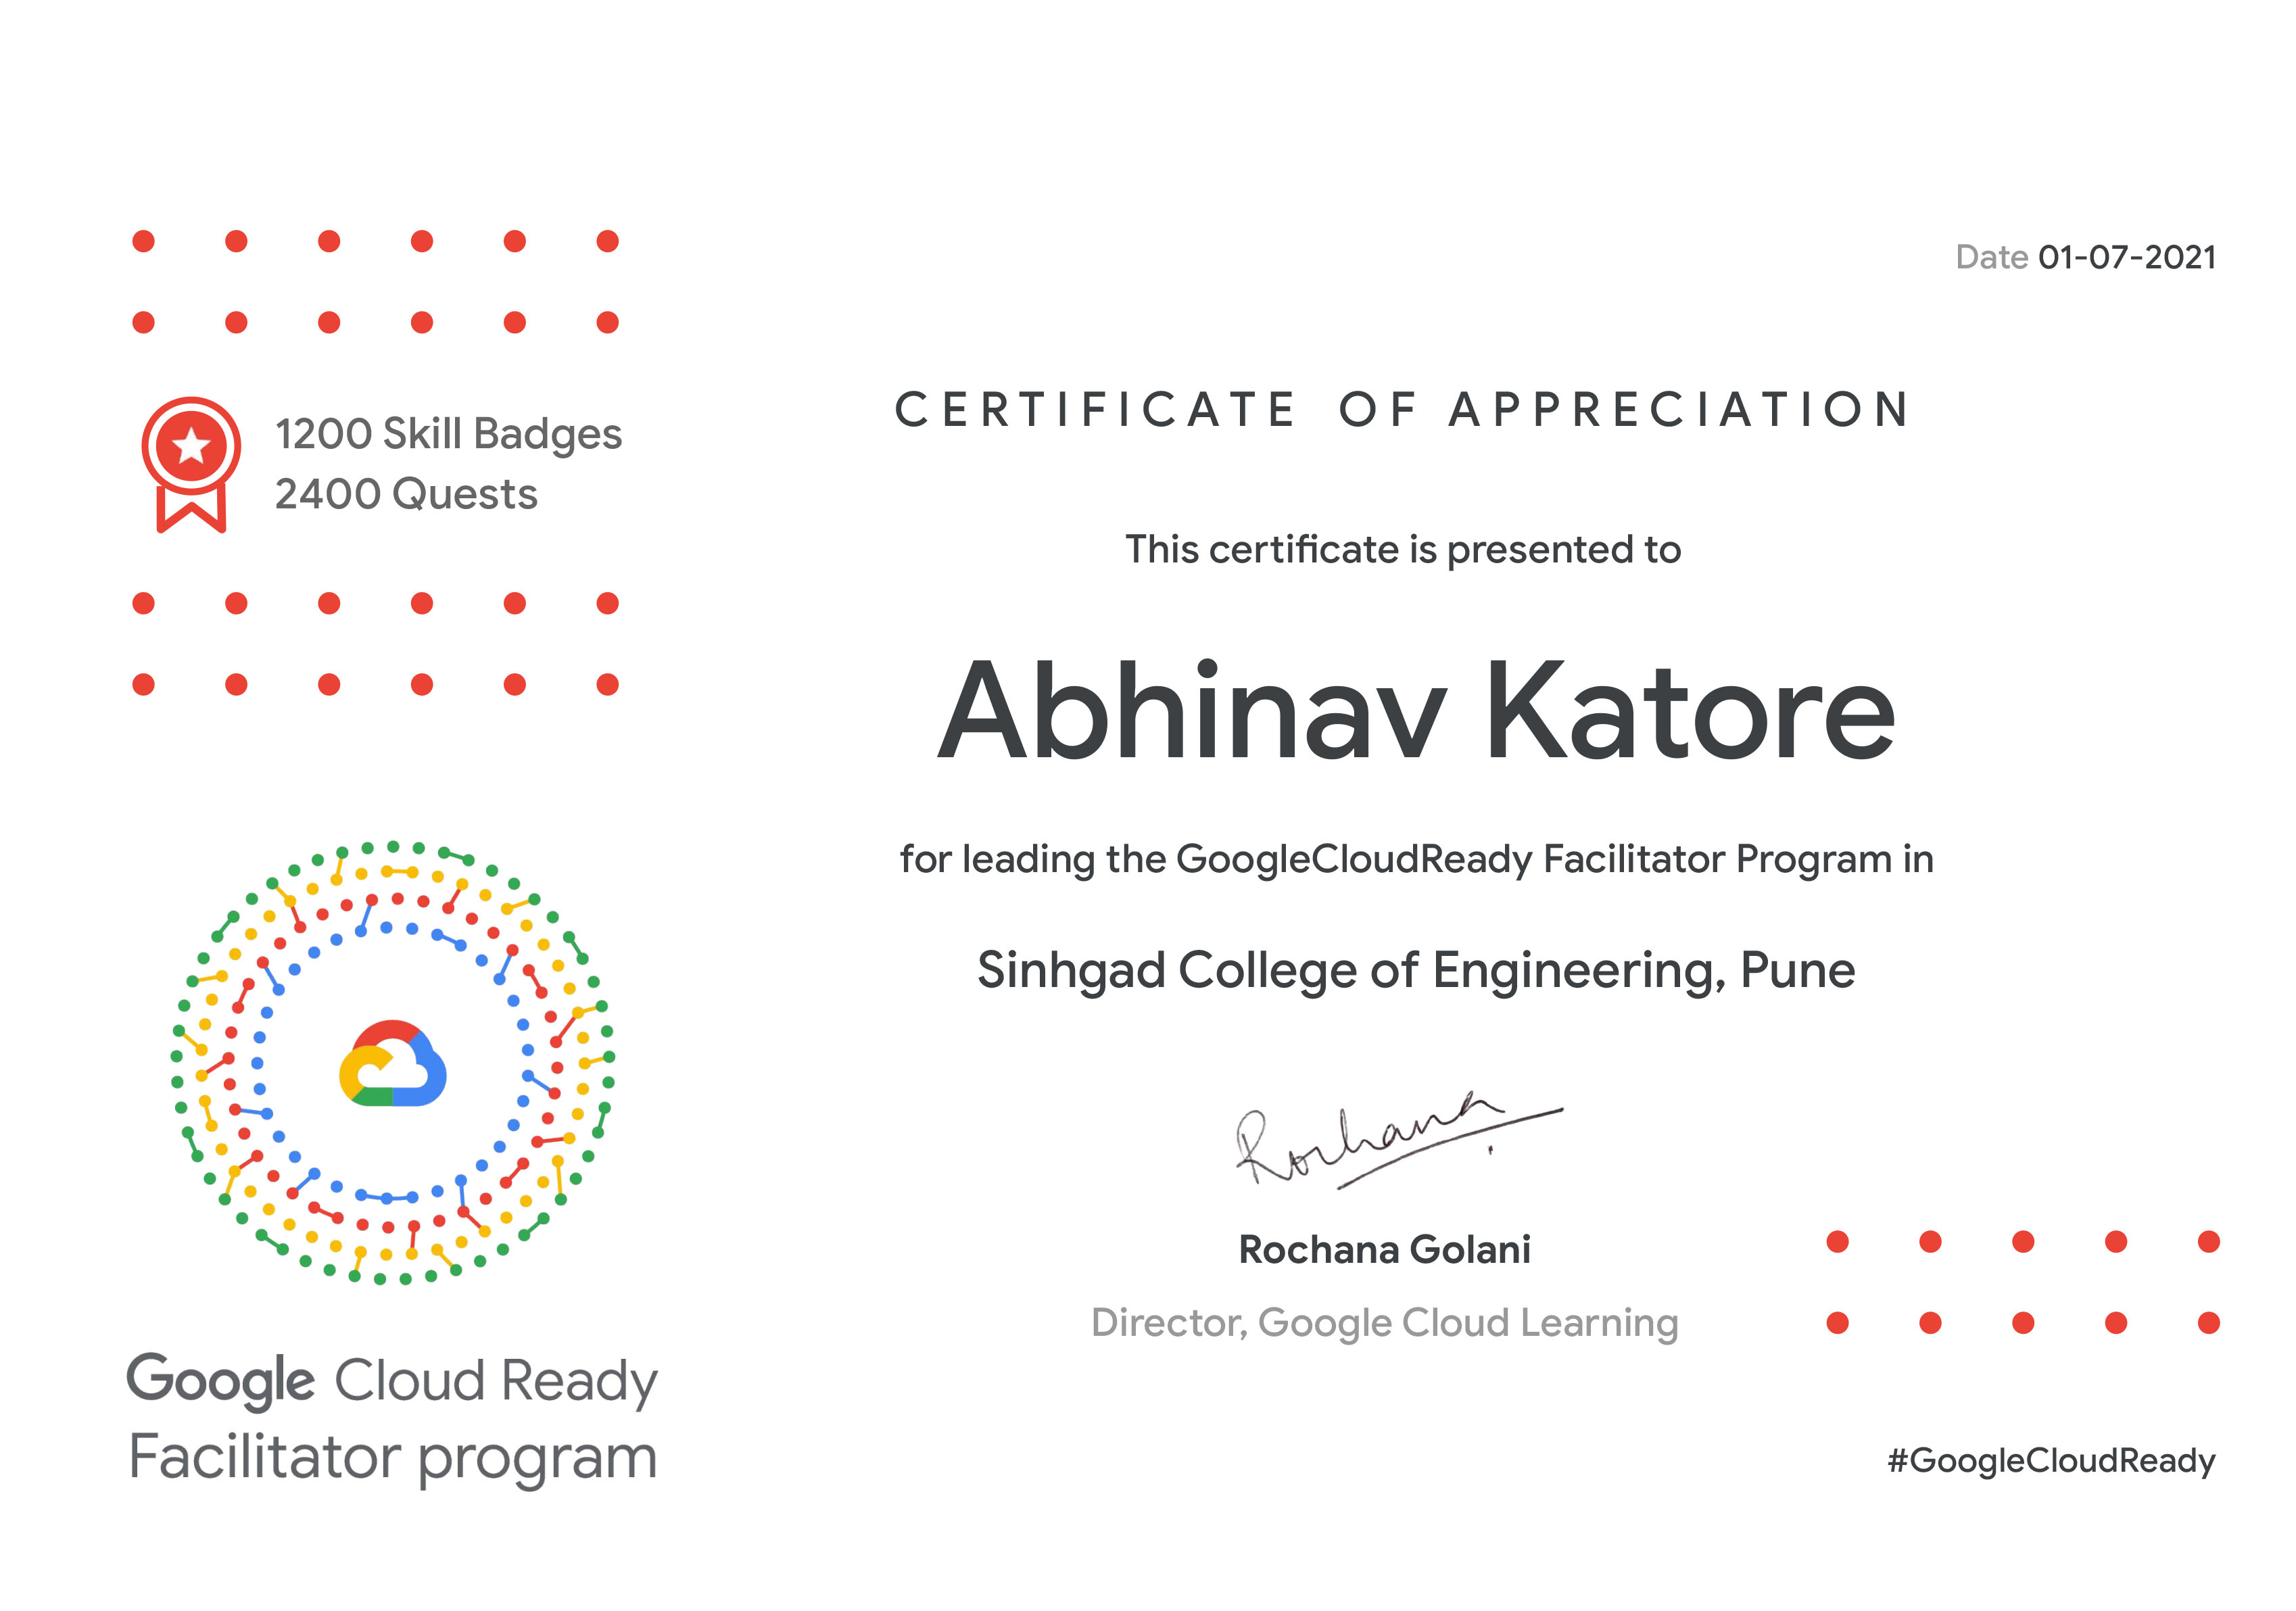 Date 01-07-2021
1200 Skill Badges
2400 Quests
CERTIFICATE OF APPRECIATION
This certificate is presented to
Abhinav Katore
for leading the GoogleCloudReady Facilitator Program in
Sinhgad College of Engineering, Pune
Rochana
Rochana Golani
Director, Google Cloud Learning
Google Cloud Ready
Facilitator program
#GoogleCloudReady